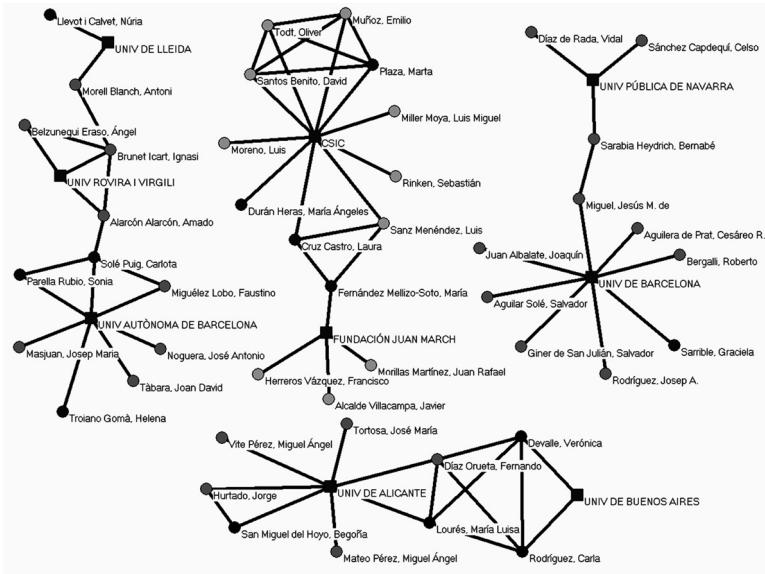 Llevot i Calvet, Núria
UNIV DE LLEIDA
Morell Blanch, Antoni
Belzunequi Eraso, Ángel
Brunet Icart, Ignasi
UNIV ROVIRA I VIRGILI
Alarcón Alarcón, Amado
Solé Puig, Carlota
Parella Rubio, Sonia
Miguélez Lobo, Faustino
UNIV AUTÒNOMA DE BARCELONA
Masjuan, Josep Maria
Noguera, José Antonio
Tàbara, Joan David
Troiano Gomà, Helena
Muñoz, Emilio
Todt, Oliver
Santos Benito, David
Plaza, Marta
Miller Moya, Luis Miguel
Moreno, Luis
CSIC
Rinken, Sebastián
Durán Heras, María Ángeles
Sanz Menéndez, Luis
Cruz Castro, Laura
Fernández Mellizo-Soto, María
FUNDACIÓN JUAN MARCH
Morillas Martínez, Juan Rafael
Herreros Vázquez, Francisco
Alcalde Villacampa, Javier
Díaz de Rada, Vidal
Sánchez Capdequí, Celso
UNIV PÚBLICA DE NAVARRA
Sarabia Heydrich, Bernabé
Miguel, Jesús M. de
Aguilera de Prat, Cesáreo R.
Juan Albalate, Joaquín
Bergalli, Roberto
UNIV DE BARCELONA
Aguilar Solé, Salvador
Giner de San Julián, Salvador
Sarrible, Graciela
Rodríguez, Josep A.
Tortosa, José María
Vite Pérez, Miguel Ángel
Devalle, Verónica
Díaz Orueta, Fernando
Hurtado, Jorge
UNIV DE ALICANTE
UNIV DE BUENOS AIRES
San Miguel del Hoyo, Begoña
Lourés, María Luisa
Mateo Pérez, Miguel Ángel
Rodríguez, Carla